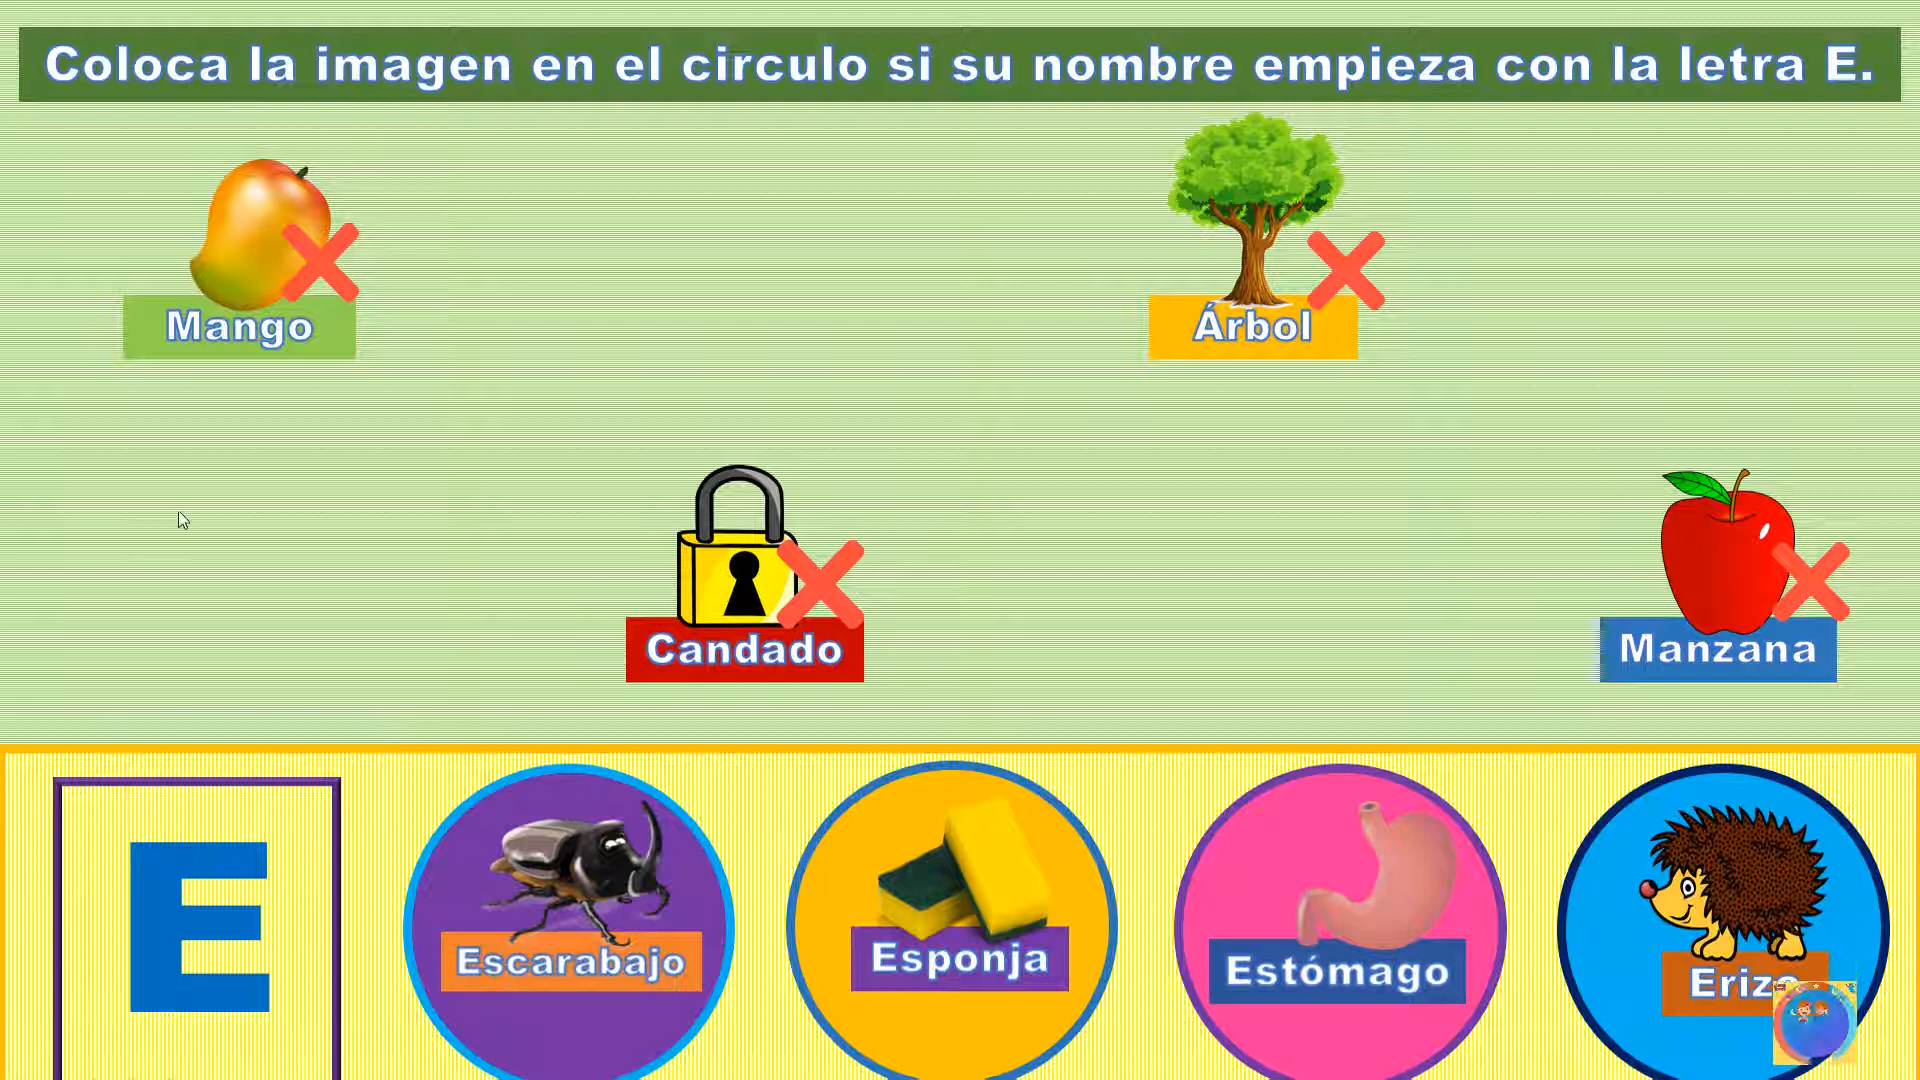 Coloca la imagen en el circulo si su nombre empieza con la letra E.
Mango
Árbol
Candado
Manzana
E
Escarabajo
Esponja
Estómago
Erizo